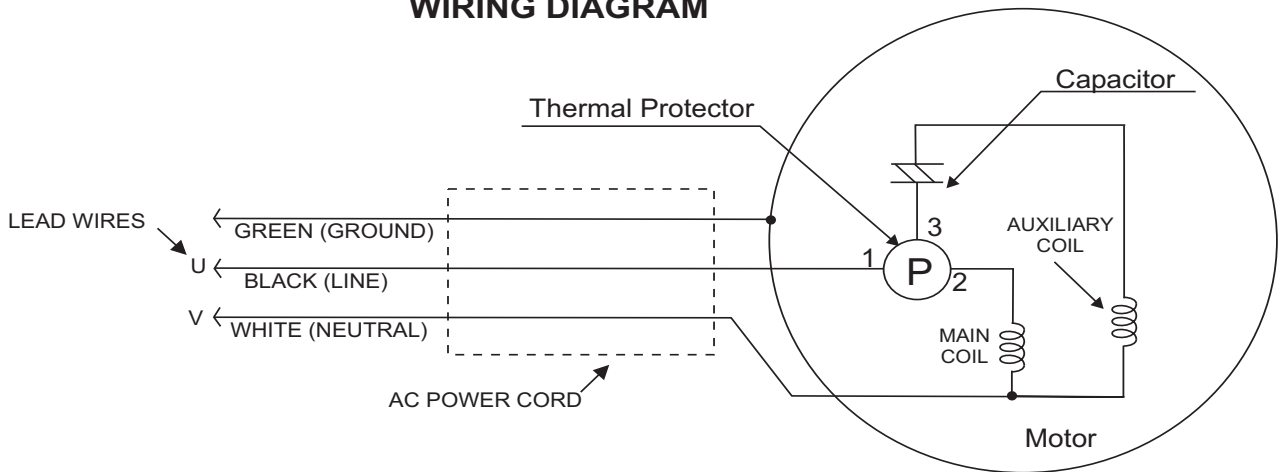 WIRING DIAGRAM
Capacitor
Thermal Protector
LEAD WIRES
GREEN (GROUND)
U
BLACK (LINE)
V
WHITE (NEUTRAL)
AC POWER CORD
1
P
2
3
AUXILIARY
COIL
MAIN
COIL
Motor